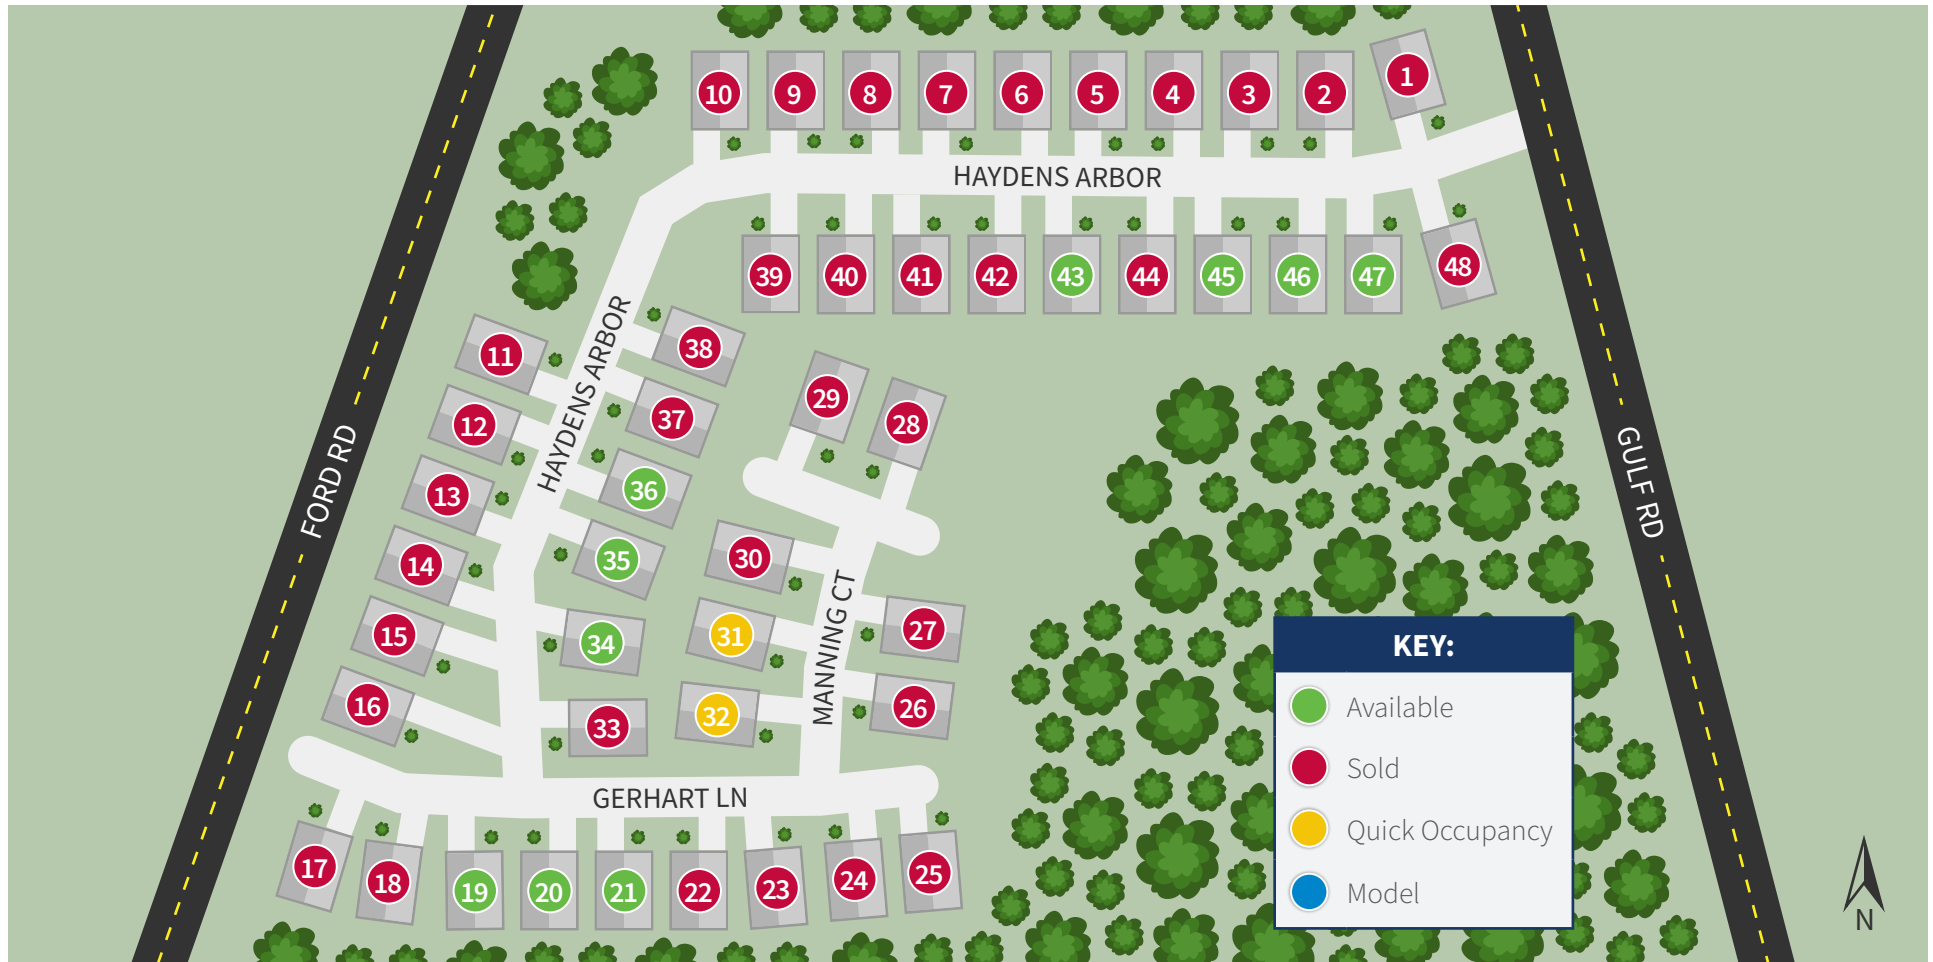 10 9 8 7 6 5 4 3 2 1
HAYDENS ARBOR
39 40 41 42 43 44 45 46 47 48
HAYDENS ARBOR
11
38
12
37
13
36
14
35
15
34
16
33
29
28
30
31
27
32
26
FORD RD
MANNING CT
GULF RD
GERHART LN
17 18 19 20 21 22 23 24 25
KEY:
Available
Sold
Quick Occupancy
Model
N